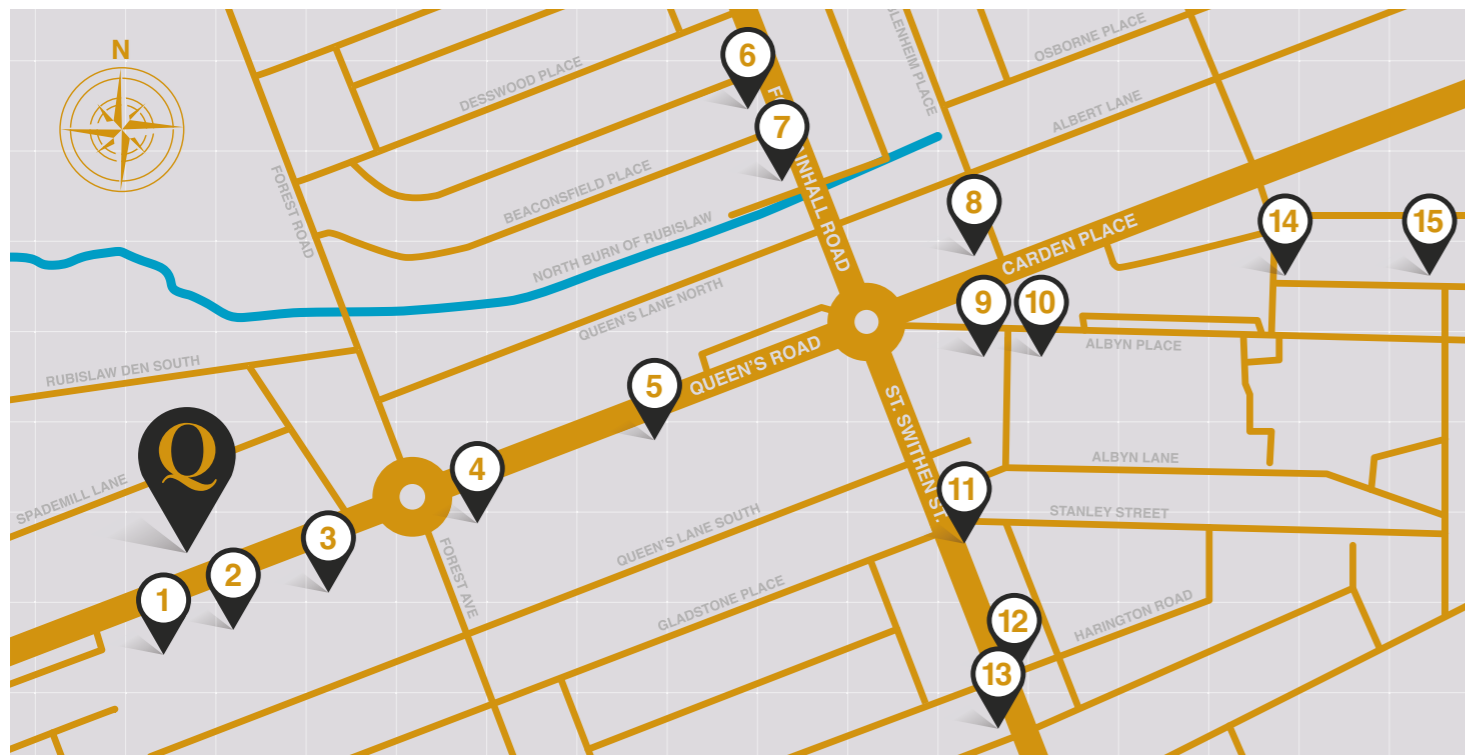 N
6
GLENHEIM PLACE
OSBORNE PLACE
DESSWOOD PLACE
ALBERT LANE
7
INHALL ROAD
FOREST ROAD
BEACONSFIELD PLACE
8
14
15
NORTH BURN OF RUBISLAW
CARDEN PLACE
QUEEN'S LANE NORTH
9
10
ALBYN PLACE
RUBISLAW DEN SOUTH
5
QUEEN'S ROAD
ST. SWITHEN ST.
Q
4
ALBYN LANE
SPADEMILL LANE
11
STANLEY STREET
3
QUEEN'S LANE SOUTH
FOREST AVE
2
1
GLADSTONE PLACE
12
HARINGTON ROAD
13